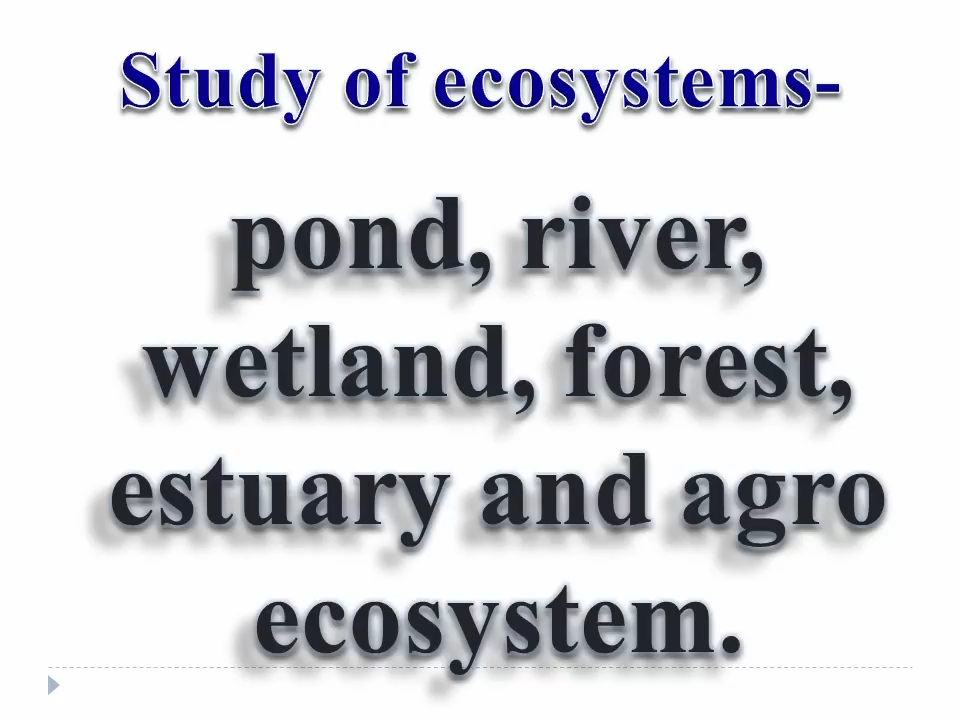 Study of ecosystems-
pond, river,
wetland, forest,
estuary and agro
ecosystem.